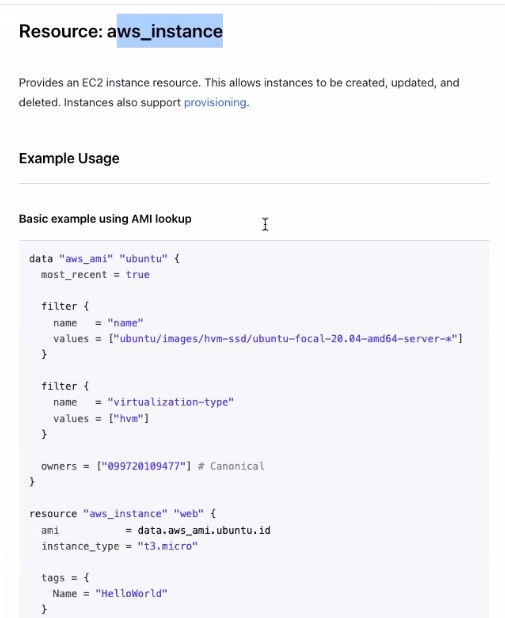 Resource: aws_instance
Provides an EC2 instance resource. This allows instances to be created, updated, and
deleted. Instances also support provisioning.
Example Usage
Basic example using AMI lookup
data "aws_ami" "ubuntu" {
  most_recent = true

  filter {
    name   = "name"
    values = ["ubuntu/images/hvm-ssd/ubuntu-focal-20.04-amd64-server-*"]
  }

  filter {
    name   = "virtualization-type"
    values = ["hvm"]
  }

  owners = ["099720109477"] # Canonical
}

resource "aws_instance" "web" {
  ami           = data.aws_ami.ubuntu.id
  instance_type = "t3.micro"

  tags = {
    Name = "HelloWorld"
  }